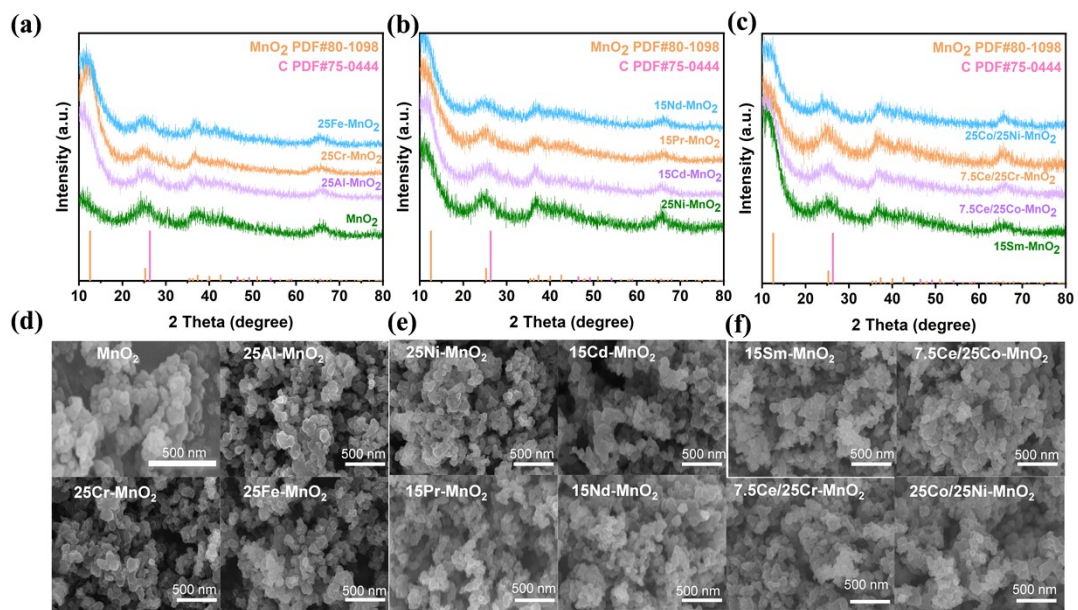 (a)
MnO₂ PDF#80-1098
C PDF#75-0444
25Fe-MnO₂
25Cr-MnO₂
25Al-MnO₂
MnO₂
Intensity (a.u.)
10 20 30 40 50 60 70 80
2 Theta (degree)
(b)
MnO₂ PDF#80-1098
C PDF#75-0444
15Nd-MnO₂
15Pr-MnO₂
15Cd-MnO₂
25Ni-MnO₂
Intensity (a.u.)
10 20 30 40 50 60 70 80
2 Theta (degree)
(c)
MnO₂ PDF#80-1098
C PDF#75-0444
25Co/25Ni-MnO₂
7.5Ce/25Cr-MnO₂
7.5Ce/25Co-MnO₂
15Sm-MnO₂
Intensity (a.u.)
10 20 30 40 50 60 70 80
2 Theta (degree)
(d)
MnO₂
500 nm
25Al-MnO₂
500 nm
25Cr-MnO₂
500 nm
25Fe-MnO₂
500 nm
(e)
25Ni-MnO₂
500 nm
15Cd-MnO₂
500 nm
15Pr-MnO₂
500 nm
15Nd-MnO₂
500 nm
(f)
15Sm-MnO₂
500 nm
7.5Ce/25Co-MnO₂
500 nm
7.5Ce/25Cr-MnO₂
500 nm
25Co/25Ni-MnO₂
500 nm